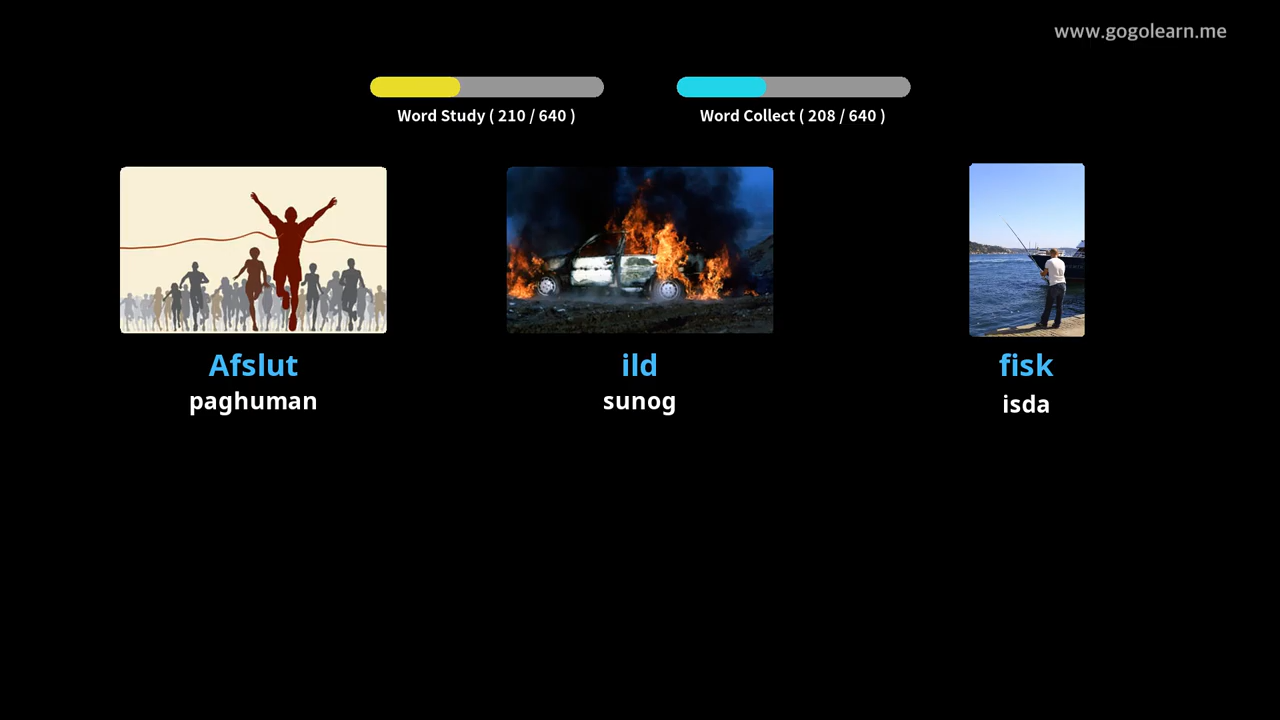 www.gogolearn.me
Word Study ( 210 / 640 )
Word Collect ( 208 / 640 )
Afslut
paghuman
ild
sunog
fisk
isda